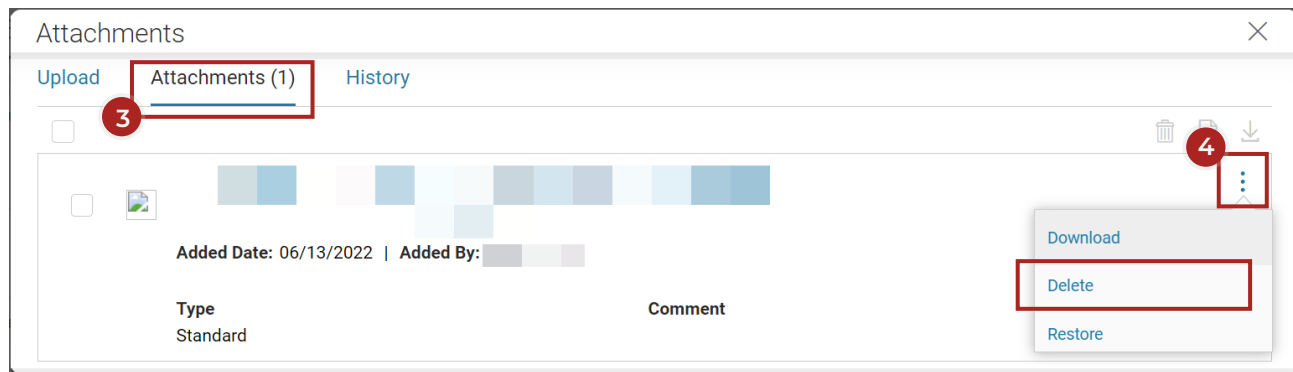 Attachments
Upload Attachments (1) History
3
4
Added Date: 06/13/2022 | Added By:
Download
Delete
Type Comment
Standard
Restore